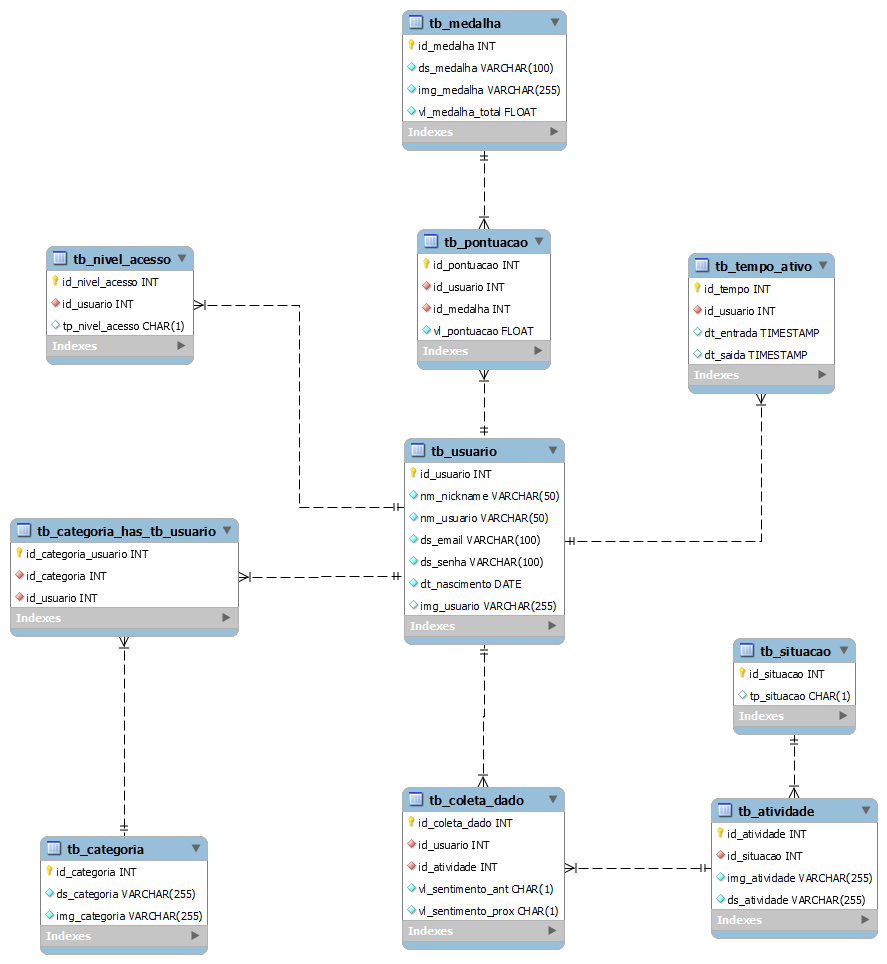 tb_medalha
id_medalha INT
ds_medalha VARCHAR(100)
img_medalha VARCHAR(255)
vl_medalha_total FLOAT
Indexes
tb_pontuacao
id_pontuacao INT
id_usuario INT
id_medalha INT
vl_pontuacao FLOAT
Indexes
tb_nivel_acesso
id_nivel_acesso INT
id_usuario INT
tp_nivel_acesso CHAR(1)
Indexes
tb_tempo_ativo
id_tempo INT
id_usuario INT
dt_entrada TIMESTAMP
dt_saida TIMESTAMP
Indexes
tb_usuario
id_usuario INT
nm_nickname VARCHAR(50)
nm_usuario VARCHAR(50)
ds_email VARCHAR(100)
ds_senha VARCHAR(100)
dt_nascimento DATE
img_usuario VARCHAR(255)
Indexes
tb_categoria_has_tb_usuario
id_categoria_usuario INT
id_categoria INT
id_usuario INT
Indexes
tb_situacao
id_situacao INT
tp_situacao CHAR(1)
Indexes
tb_categoria
id_categoria INT
ds_categoria VARCHAR(255)
img_categoria VARCHAR(255)
Indexes
tb_coleta_dado
id_coleta_dado INT
id_usuario INT
id_atividade INT
vl_sentimento_ant CHAR(1)
vl_sentimento_prox CHAR(1)
Indexes
tb_atividade
id_atividade INT
id_situacao INT
img_atividade VARCHAR(255)
ds_atividade VARCHAR(255)
Indexes